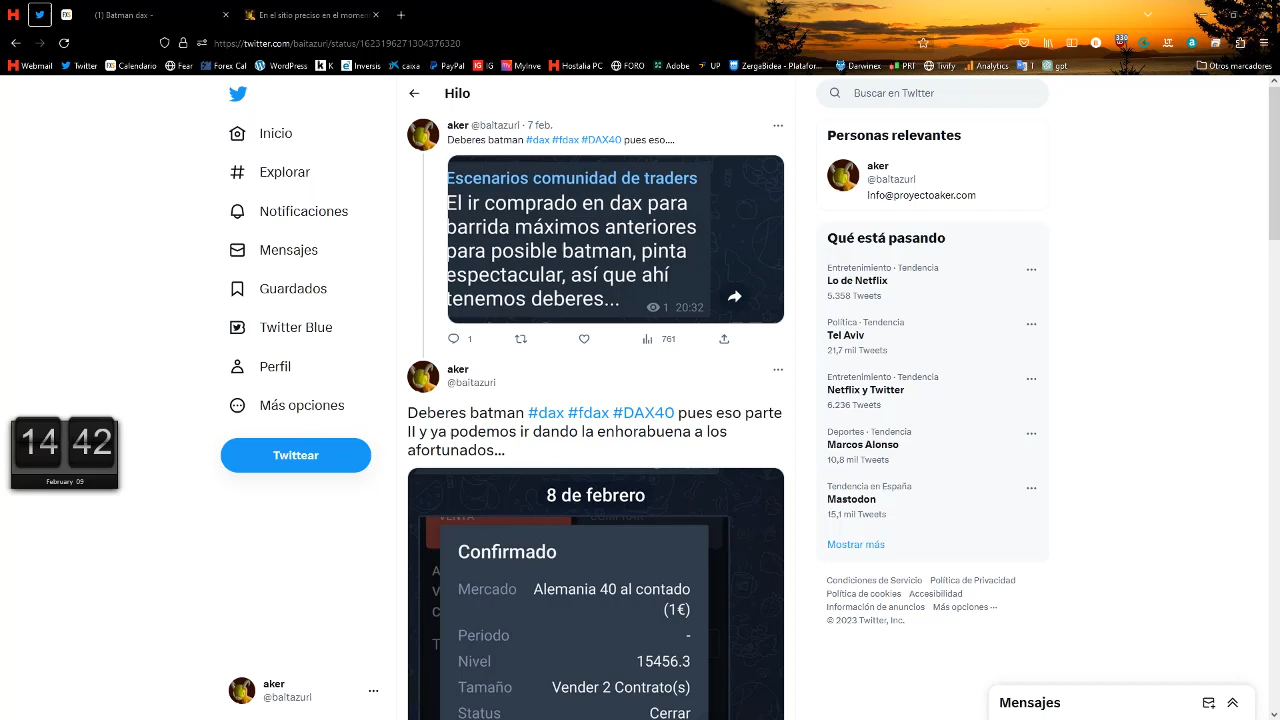 (1) Batman dax -
En el sitio preciso en el momen
https://twitter.com/baltazuri/status/1623196271304376320
330
Webmail
Twitter
Calendario
Fear
Forex Cal
WordPress
K
Inversis
caixa
PayPal
IG
MyInve
Hostalia PC
FORO
Adobe
UP
ZergaBidea - Platafor...
Darwinex
PRT
Tivify
Analytics
T
gpt
Otros marcadores
Inicio
Explorar
Notificaciones
Mensajes
Guardados
Twitter Blue
Perfil
Más opciones
Twittear
14 42
February 09
aker
@baltazuri
Hilo
aker @baltazuri · 7 feb.
Deberes batman #dax #fdax #DAX40 pues eso....
Escenarios comunidad de traders
El ir comprado en dax para
barrida máximos anteriores
para posible batman, pinta
espectacular, así que ahí
tenemos deberes...
1 20:32
1
761
aker
@baltazuri
Deberes batman #dax #fdax #DAX40 pues eso parte
II y ya podemos ir dando la enhorabuena a los
afortunados...
8 de febrero
VENTA
Confirmado
Mercado Alemania 40 al contado
(1€)
Periodo -
Nivel 15456.3
Tamaño Vender 2 Contrato(s)
Status Cerrar
Buscar en Twitter
Personas relevantes
aker
@baltazuri
info@proyectoaker.com
Qué está pasando
Entretenimiento · Tendencia
Lo de Netflix
5.358 Tweets
Política · Tendencia
Tel Aviv
21,7 mil Tweets
Entretenimiento · Tendencia
Netflix y Twitter
6.236 Tweets
Deportes · Tendencia
Marcos Alonso
10,8 mil Tweets
Tendencia en España
Mastodon
15,1 mil Tweets
Mostrar más
Condiciones de Servicio Política de Privacidad
Política de cookies Accesibilidad
Información de anuncios Más opciones ···
© 2023 Twitter, Inc.
Mensajes